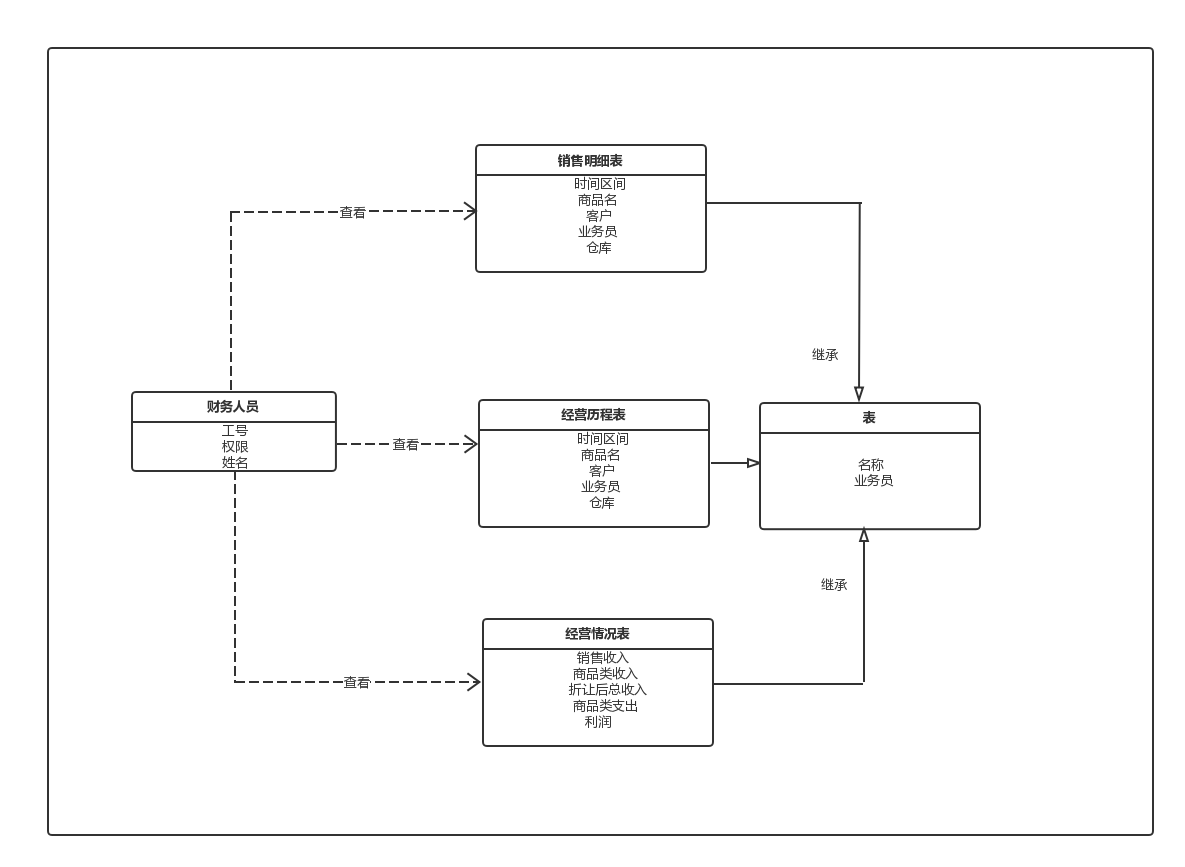 销售明细表
时间区间
商品名
客户
业务员
仓库
查看
继承
财务人员
工号
权限
姓名
查看
经营历程表
时间区间
商品名
客户
业务员
仓库
表
名称
业务员
继承
经营情况表
销售收入
商品类收入
折让后总收入
商品类支出
利润
查看